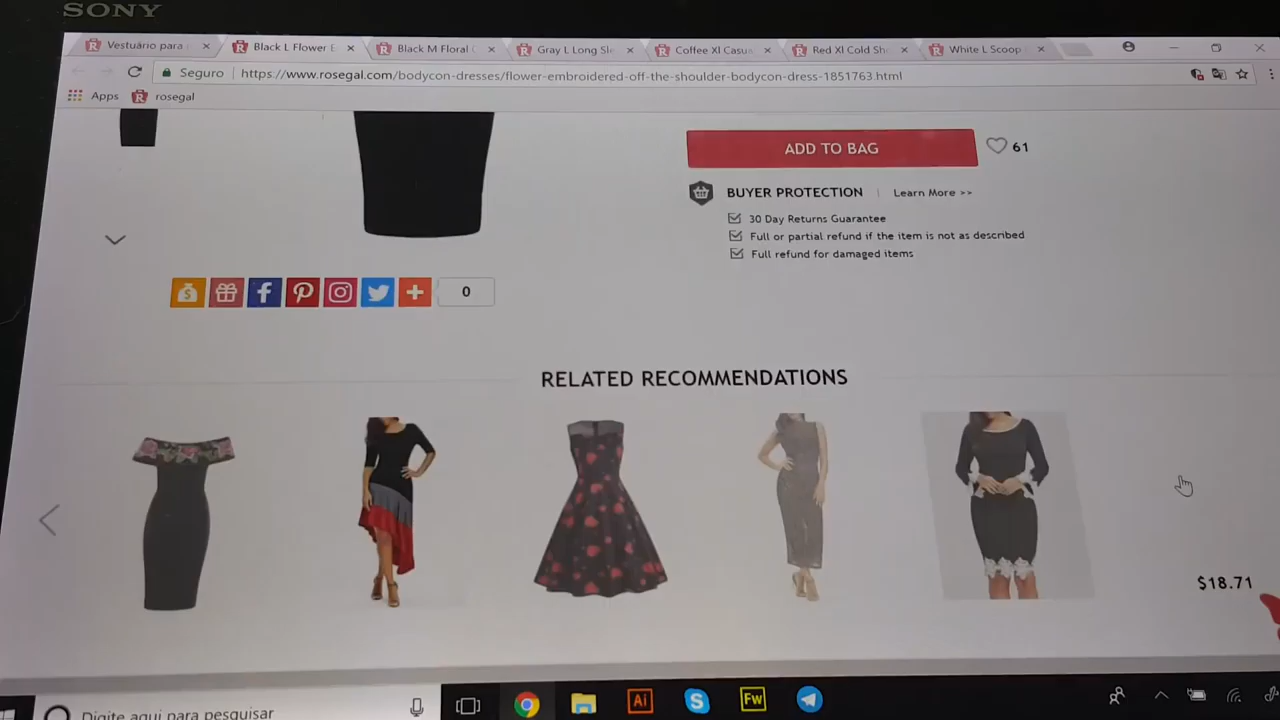 SONY
Vestuário para
Black L Flower E
Black M Floral
Gray L Long Sle
Coffee Xl Casua
Red Xl Cold Sh
White L Scoop
Seguro
https://www.rosegal.com/bodycon-dresses/flower-embroidered-off-the-shoulder-bodycon-dress-1851763.html
Apps
rosegal
ADD TO BAG
61
BUYER PROTECTION
Learn More >>
30 Day Returns Guarantee
Full or partial refund if the item is not as described
Full refund for damaged items
0
RELATED RECOMMENDATIONS
$18.71
Digite aqui para pesquisar
Ai
Fw